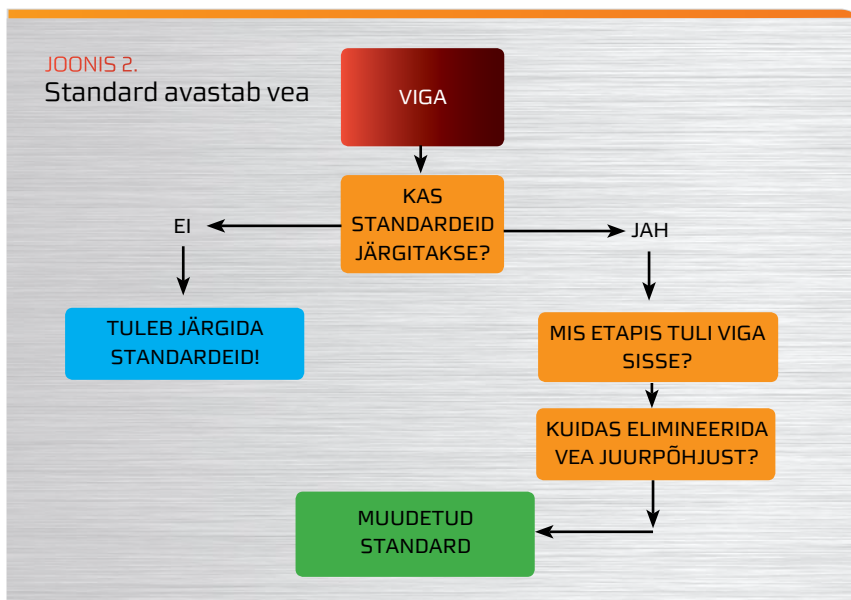 JOONIS 2.
Standard avastab vea
VIGA
KAS
STANDARDEID
JÄRGITAKSE?
EI
JAH
TULEB JÄRGIDA
STANDARDEID!
MIS ETAPIS TULI VIGA
SISSE?
KUIDAS ELIMINEERIDA
VEA JUURPÕHJUST?
MUUDETUD
STANDARD